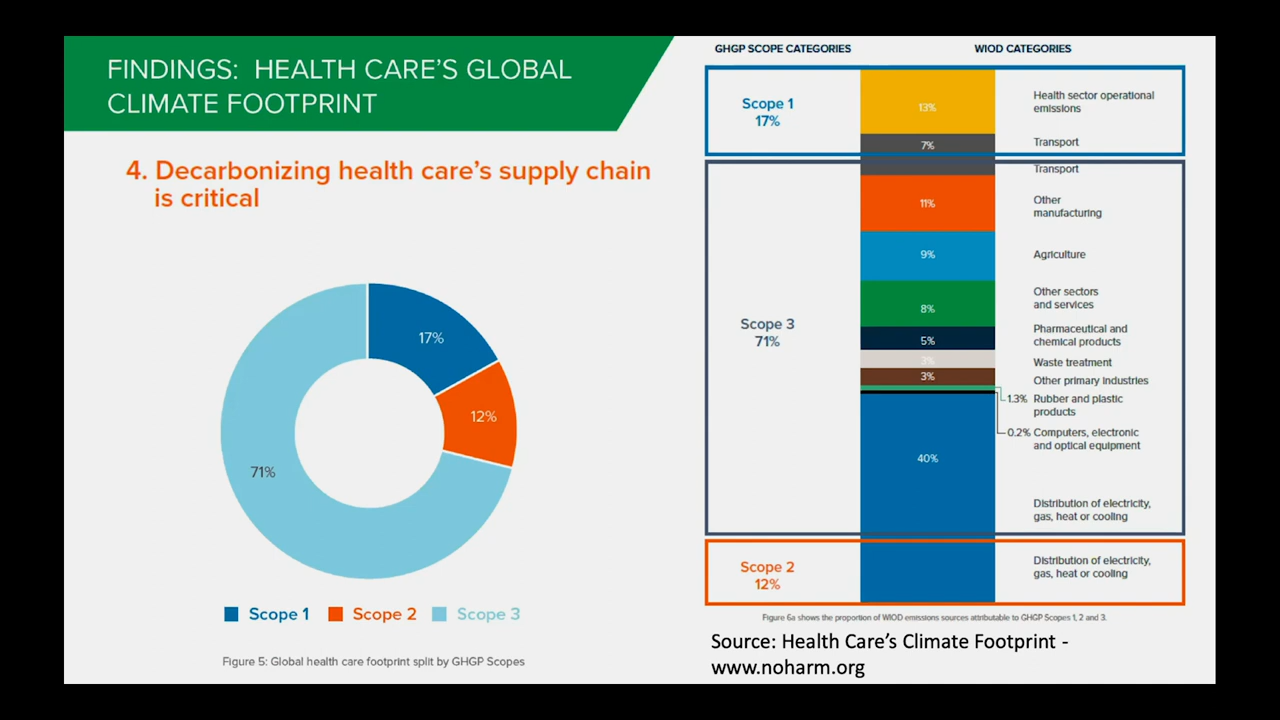 FINDINGS:  HEALTH CARE'S GLOBAL
CLIMATE FOOTPRINT
4. Decarbonizing health care's supply chain
is critical
17%
12%
71%
Scope 1
Scope 2
Scope 3
Figure 5: Global health care footprint split by GHGP Scopes
GHGP SCOPE CATEGORIES
WIOD CATEGORIES
Scope 1
17%
13%
Health sector operational
emissions
7%
Transport
Transport
Scope 3
71%
11%
Other
manufacturing
9%
Agriculture
8%
Other sectors
and services
5%
Pharmaceutical and
chemical products
3%
Waste treatment
3%
Other primary industries
1.3% Rubber and plastic
products
0.2% Computers, electronic
and optical equipment
40%
Distribution of electricity,
gas, heat or cooling
Scope 2
12%
Distribution of electricity,
gas, heat or cooling
Figure 6a shows the proportion of WIOD emissions sources attributable to GHGP Scopes 1, 2 and 3.
Source: Health Care's Climate Footprint -
www.noharm.org